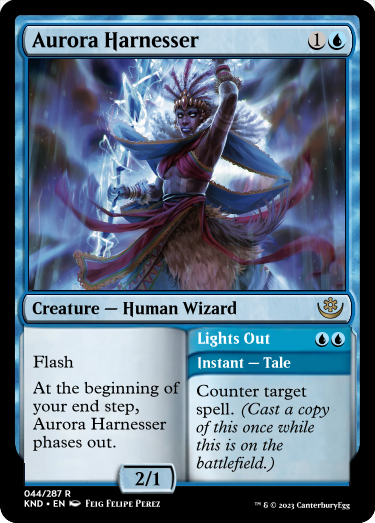 Aurora Harnesser 1
Creature — Human Wizard
Flash
At the beginning of
your end step,
Aurora Harnesser
phases out.
Lights Out
Instant — Tale
Counter target
spell. (Cast a copy
of this once while
this is on the
battlefield.)
2/1
044/287 R
KND • EN Feig Felipe Perez
™ & © 2023 CanterburyEgg